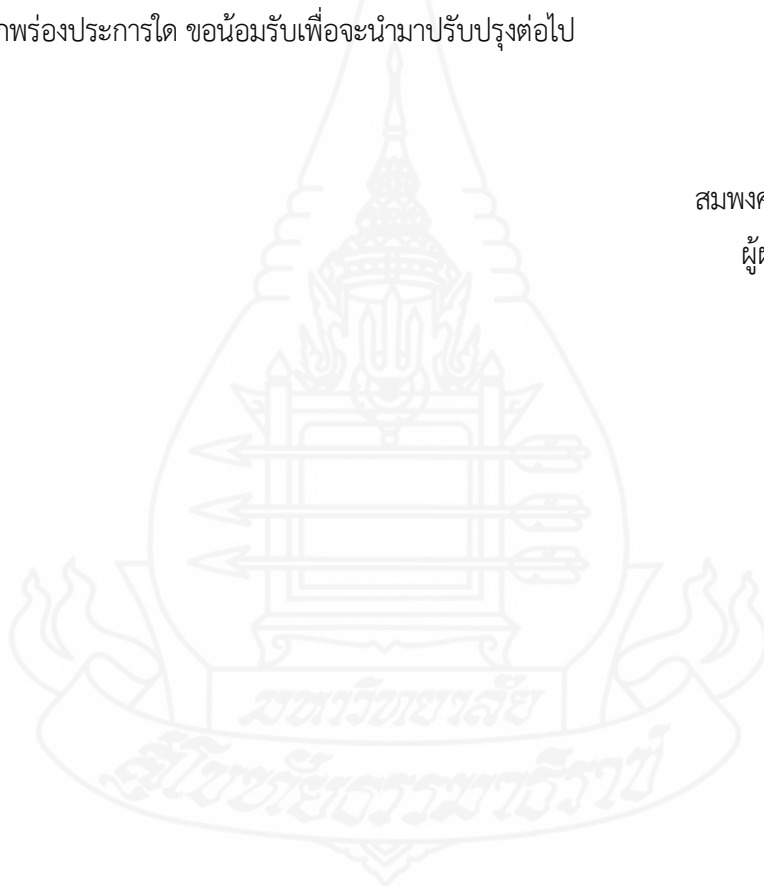 พร่องประการใด ขอน้อมรับเพื่อจะนำมาปรับปรุงต่อไป
สมพง
ผู้
มหาวิทยาลัย
สุโขทัยธรรมาธิราช